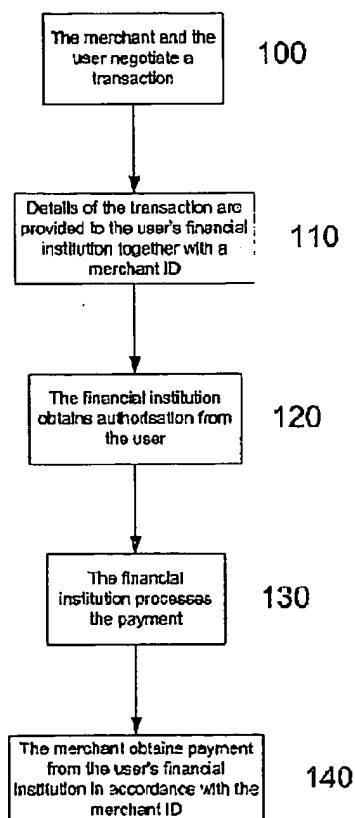 The merchant and the
user negotiate a
transaction
100
Details of the transaction are
provided to the user's financial
institution together with a
merchant ID
110
The financial institution
obtains authorisation from
the user
120
The financial
institution processes
the payment
130
The merchant obtains payment
from the user's financial
institution in accordance with the
merchant ID
140